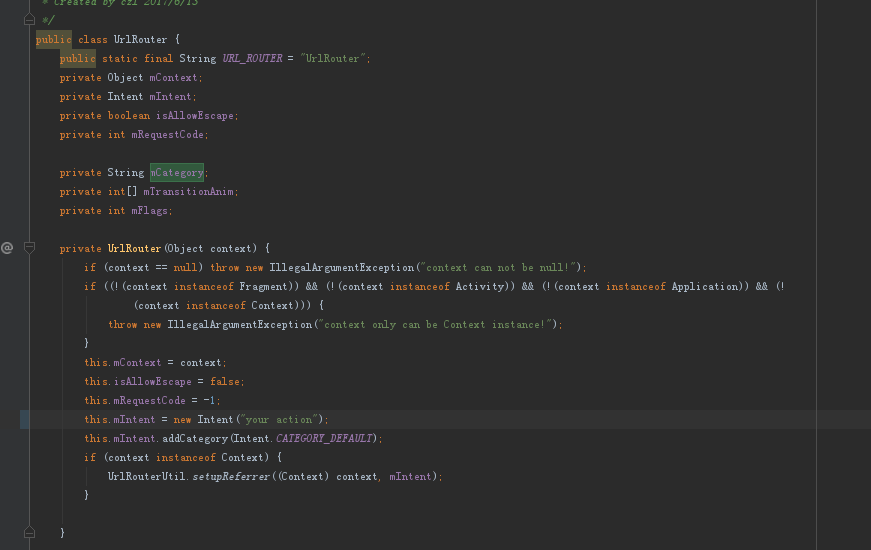 * Created by czl 2017/6/13
*/
public class UrlRouter {
public static final String URL_ROUTER = "UrlRouter";
private Object mContext;
private Intent mIntent;
private boolean isAllowEscape;
private int mRequestCode;
private String mCategory;
private int[] mTransitionAnim;
private int mFlags;
@
private UrlRouter(Object context) {
if (context == null) throw new IllegalArgumentException("context can not be null!");
if ((!(context instanceof Fragment)) && (!(context instanceof Activity)) && (!(context instanceof Application)) && (!
(context instanceof Context))) {
throw new IllegalArgumentException("context only can be Context instance!");
}
this.mContext = context;
this.isAllowEscape = false;
this.mRequestCode = -1;
this.mIntent = new Intent("your action");
this.mIntent.addCategory(Intent.CATEGORY_DEFAULT);
if (context instanceof Context) {
UrlRouterUtil.setupReferrer((Context) context, mIntent);
}
}